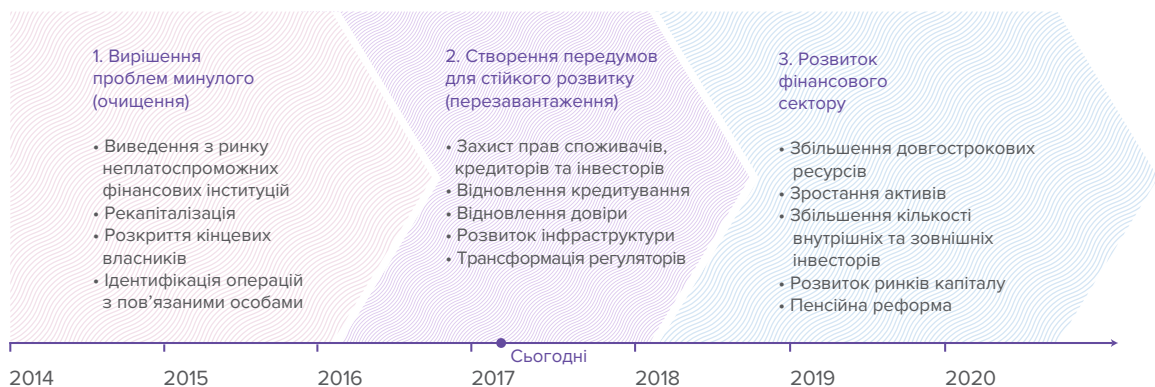 1. Вирішення
проблем минулого
(очищення)
• Виведення з ринку
неплатоспроможних
фінансових інституцій
• Рекапіталізація
• Розкриття кінцевих
власників
• Ідентифікація операцій
з пов’язаними особами
2. Створення передумов
для стійкого розвитку
(перезавантаження)
• Захист прав споживачів,
кредиторів та інвесторів
• Відновлення кредитування
• Відновлення довіри
• Розвиток інфраструктури
• Трансформація регуляторів
3. Розвиток
фінансового
сектору
• Збільшення довгострокових
ресурсів
• Зростання активів
• Збільшення кількості
внутрішніх та зовнішніх
інвесторів
• Розвиток ринків капіталу
• Пенсійна реформа
Сьогодні
2014 2015 2016 2017 2018 2019 2020